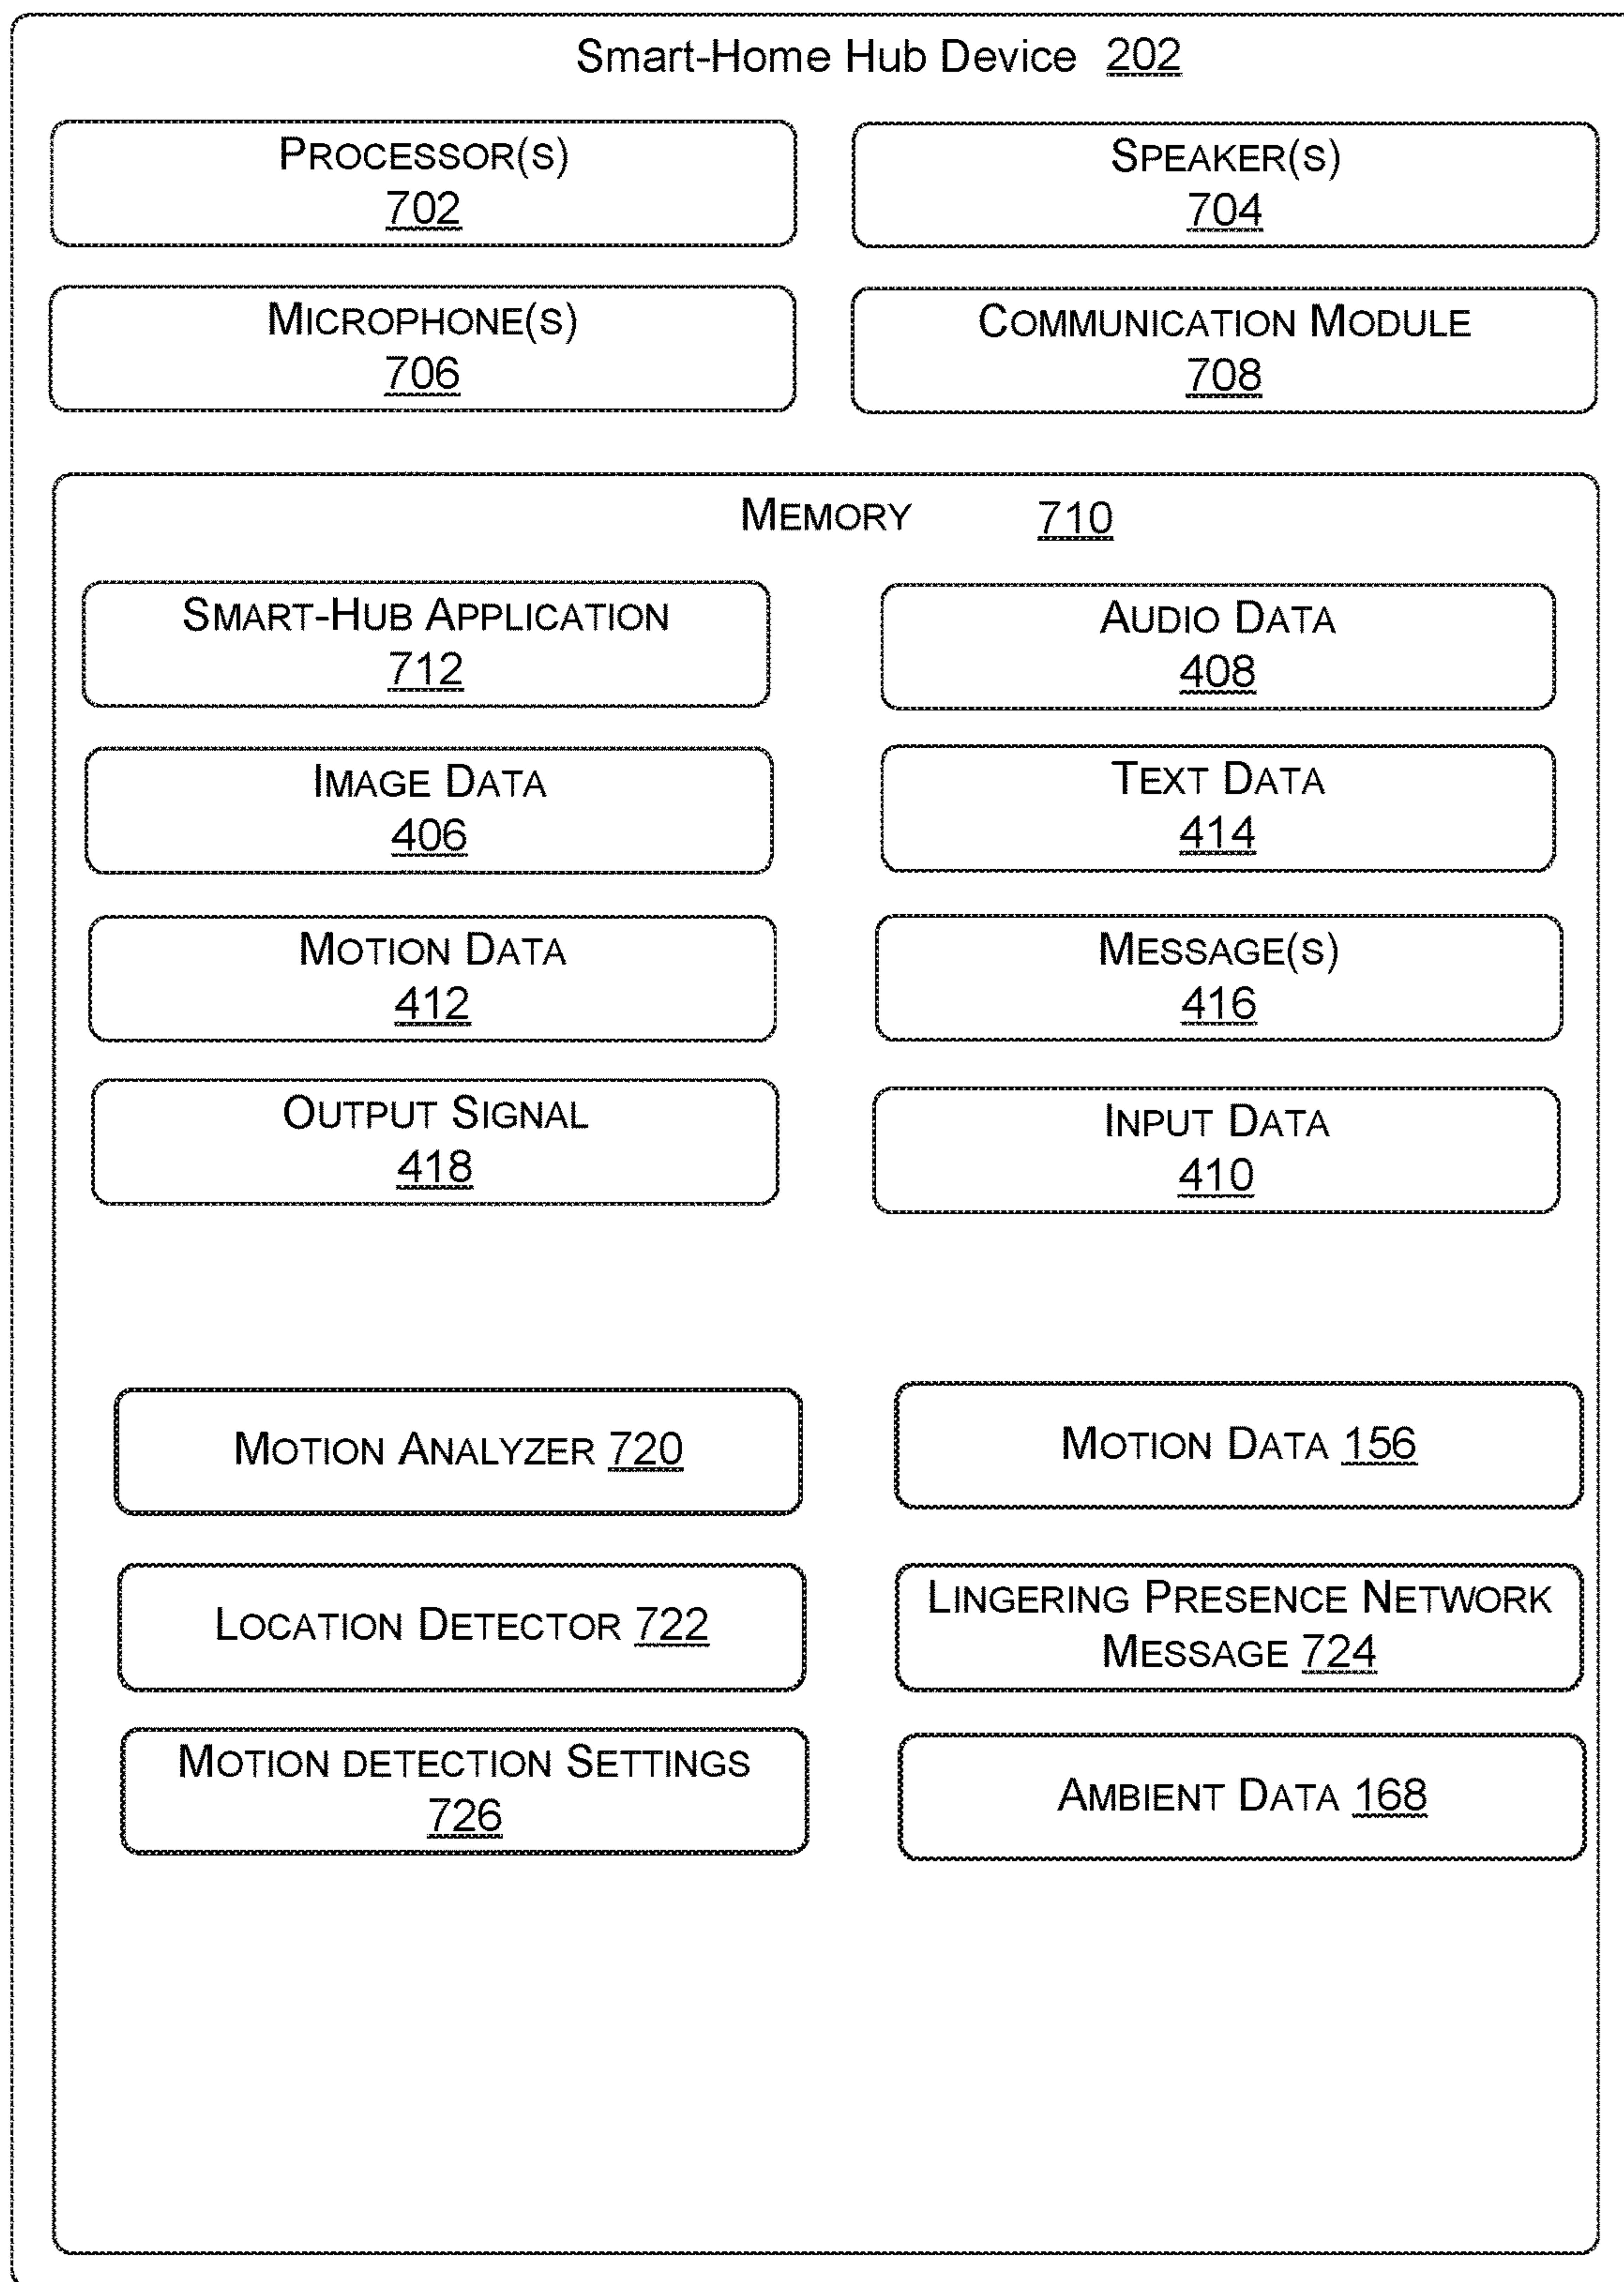 Smart-Home Hub Device 202
PROCESSOR(S)
702
SPEAKER(S)
704
MICROPHONE(S)
706
COMMUNICATION MODULE
708
MEMORY 710
SMART-HUB APPLICATION
712
AUDIO DATA
408
IMAGE DATA
406
TEXT DATA
414
MOTION DATA
412
MESSAGE(S)
416
OUTPUT SIGNAL
418
INPUT DATA
410
MOTION ANALYZER 720
MOTION DATA 156
LOCATION DETECTOR 722
LINGERING PRESENCE NETWORK
MESSAGE 724
MOTION DETECTION SETTINGS
726
AMBIENT DATA 168